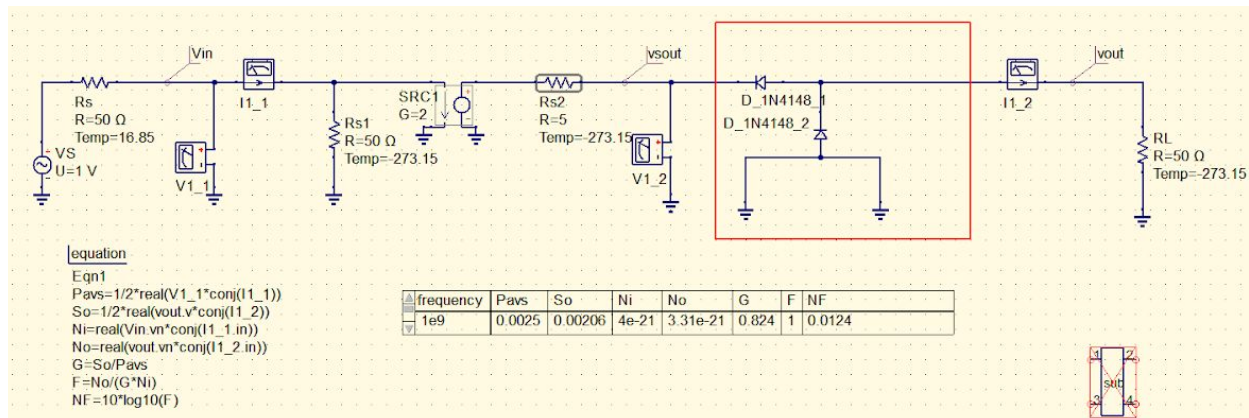 Vin
vsout
vout
Rs
R=50 Ω
Temp=16.85
I1_1
SRC1
G=2
Rs2
R=5
Temp=-273.15
D_1N4148_1
D_1N4148_2
I1_2
VS
U=1 V
V1_1
Rs1
R=50 Ω
Temp=-273.15
V1_2
RL
R=50 Ω
Temp=-273.15
equation
Eqn1
Pavs=1/2*real(V1_1*conj(I1_1))
So=1/2*real(vout.v*conj(I1_2))
Ni=real(Vin.vn*conj(I1_1.in))
No=real(vout.vn*conj(I1_2.in))
G=So/Pavs
F=No/(G*Ni)
NF=10*log10(F)
frequency Pavs So Ni No G F NF
1e9 0.0025 0.00206 4e-21 3.31e-21 0.824 1 0.0124
1 2
sub
3 4